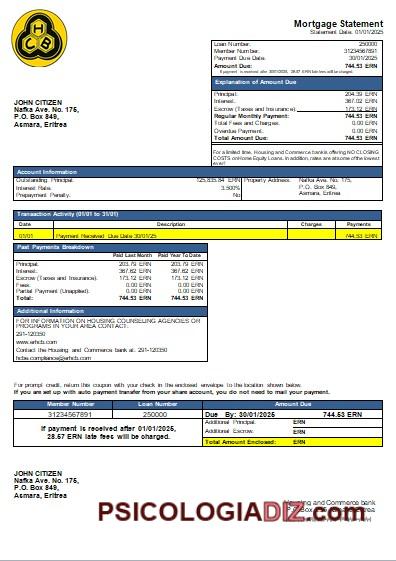 HCB
Mortgage Statement
Statement Date: 01/01/2025
Loan Number: 250000
Member Number: 31234567891
Payment Due Date: 30/01/2025
Amount Due: 744.53 ERN
If payment is received after 30/01/2025, 28.57 ERN late fees will be charged.
Explanation of Amount Due
Principal: 204.39 ERN
Interest: 367.02 ERN
Escrow (Taxes and Insurance): 173.12 ERN
Regular Monthly Payment: 744.53 ERN
Total Fees and Charges: 0.00 ERN
Overdue Payment: 0.00 ERN
Total Amount Due: 744.53 ERN
JOHN CITIZEN
Nafka Ave. No. 175,
P.O. Box 849,
Asmara, Eritrea
For a limited time, Housing and Commerce banks, offering NO CLOSING
COSTS on Home Equity Loans. In addition, rates are at some of the lowest
ever!
Account Information
Outstanding Principal: 125,835.84 ERN Property Address: Nafka Ave. No. 175,
Interest Rate: 3.500% P.O. Box 849,
Prepayment Penalty: No Asmara, Eritrea
Transaction Activity (01/01 to 31/01)
Date Description Charges Payments
01/01 Payment Received Due Date 30/01/25 744.53 ERN
Past Payments Breakdown
Paid Last Month Paid Year To Date
Principal: 203.79 ERN 203.79 ERN
Interest: 367.62 ERN 367.62 ERN
Escrow (Taxes and Insurance): 173.12 ERN 173.12 ERN
Fees: 0.00 ERN 0.00 ERN
Partial Payment (Unapplied): 0.00 ERN 0.00 ERN
Total: 744.53 ERN 744.53 ERN
Additional Information
FOR INFORMATION ON HOUSING COUNSELING AGENCIES OR
PROGRAMS IN YOUR AREA CONTACT:
291-120350
www.erhcb.com
Contact the Housing and Commerce bank at. 291-120350
hcbe.compliance@erhcb.com
For prompt credit, return this coupon with your check in the enclosed envelope to the location shown below.
If you are set up with auto payment transfer from your share account, you do not need to mail your payment.
Member Number Loan Number Amount Due
31234567891 250000 Due By: 30/01/2025 744.53 ERN
If payment is received after 01/01/2025,
28.57 ERN late fees will be charged.
Additional Principal: ERN
Additional Escrow: ERN
Total Amount Enclosed: ERN
JOHN CITIZEN
Nafka Ave. No. 175,
P.O. Box 849,
Asmara, Eritrea
Housing and Commerce bank
PSICOLOGIADIZ.com